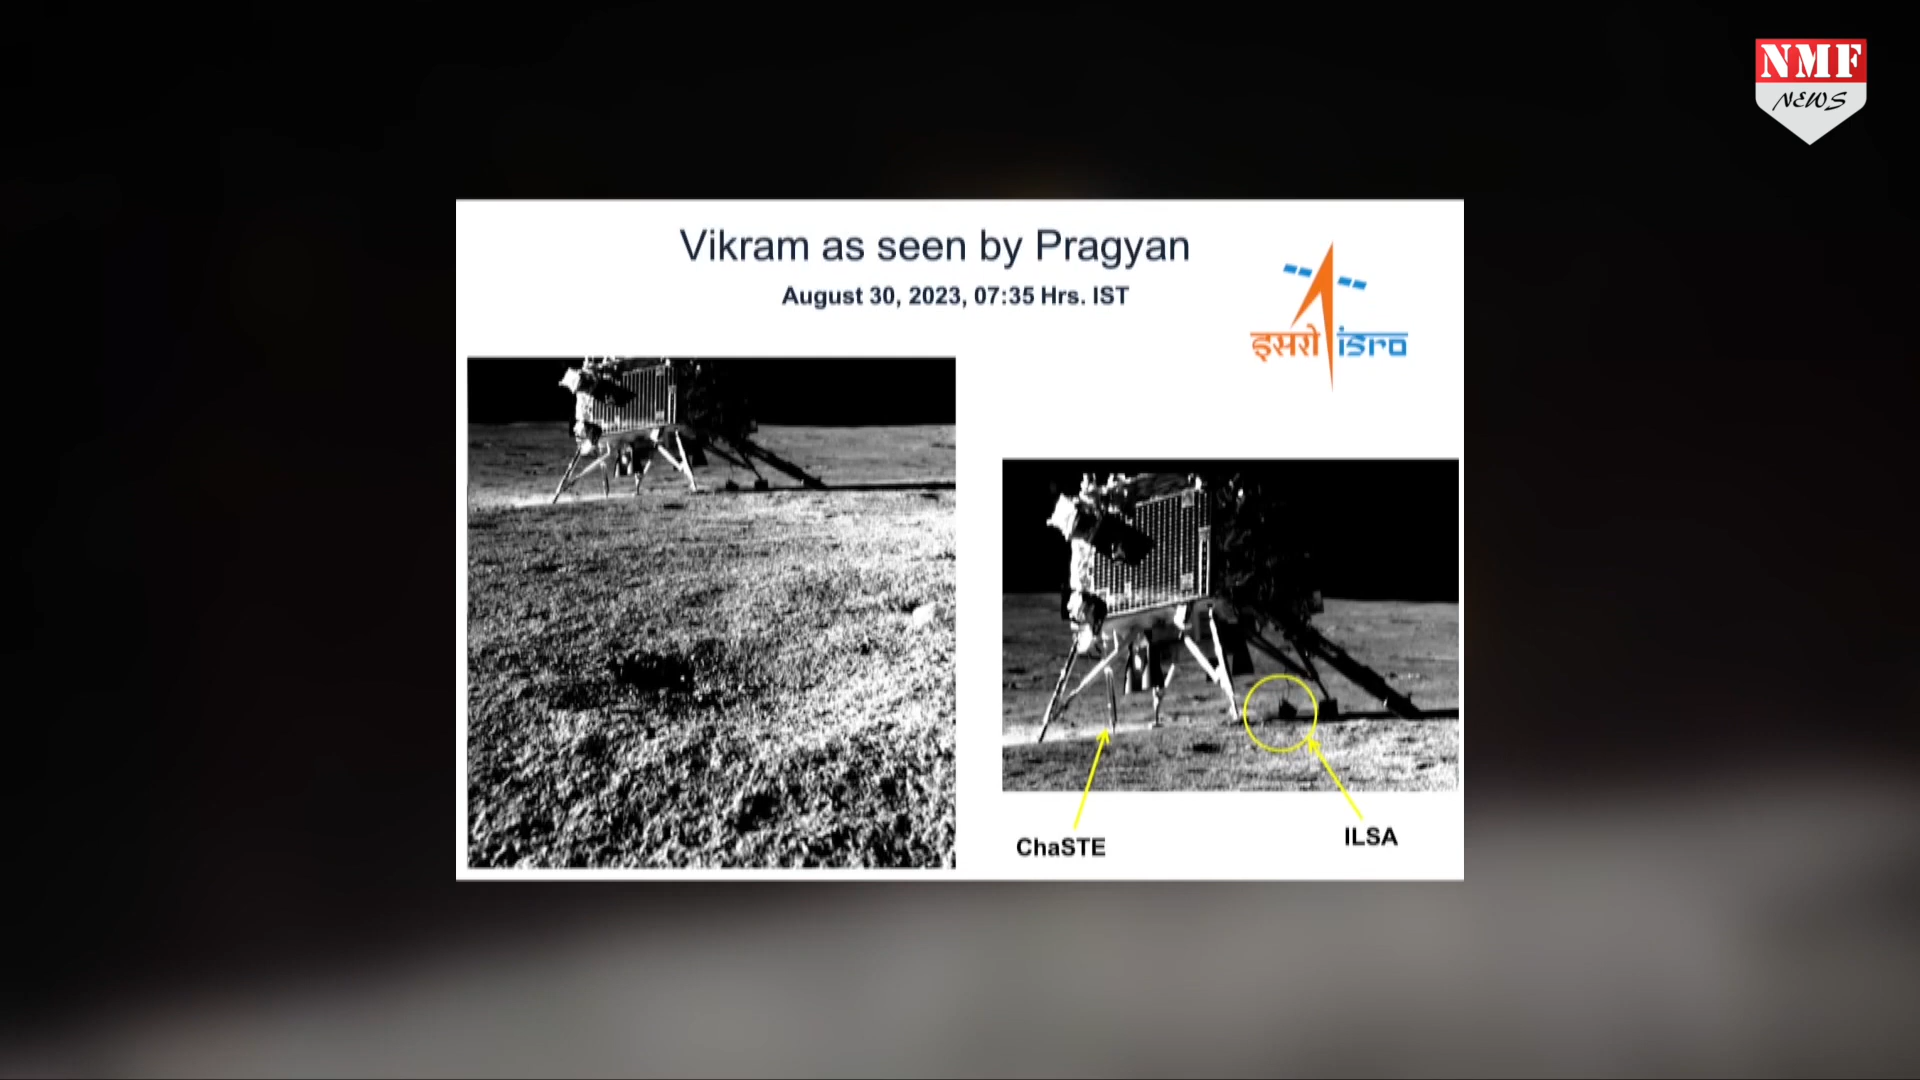 NMF
NEWS
Vikram as seen by Pragyan
August 30, 2023, 07:35 Hrs. IST
इसरो isro
ChaSTE
ILSA